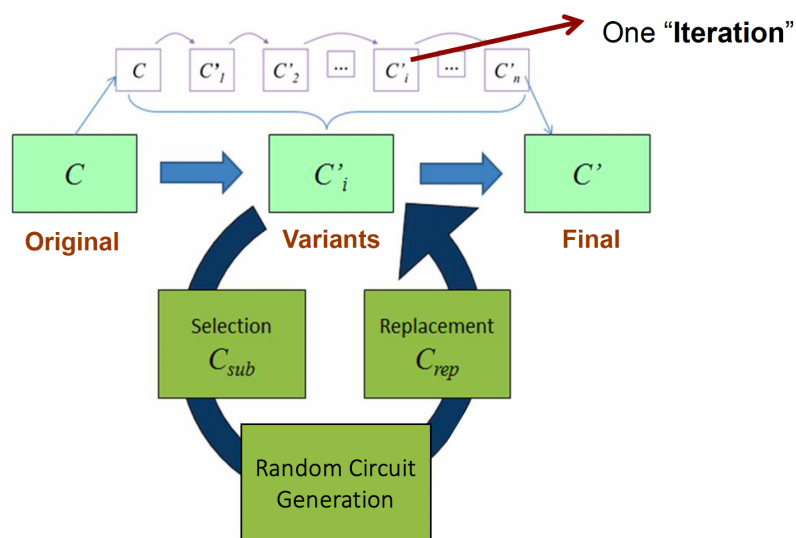 One “Iteration”
C C’1 C’2 ... C’i ... C’n
C C’i C’
Original Variants Final
Selection Replacement
Csub Crep
Random Circuit
Generation